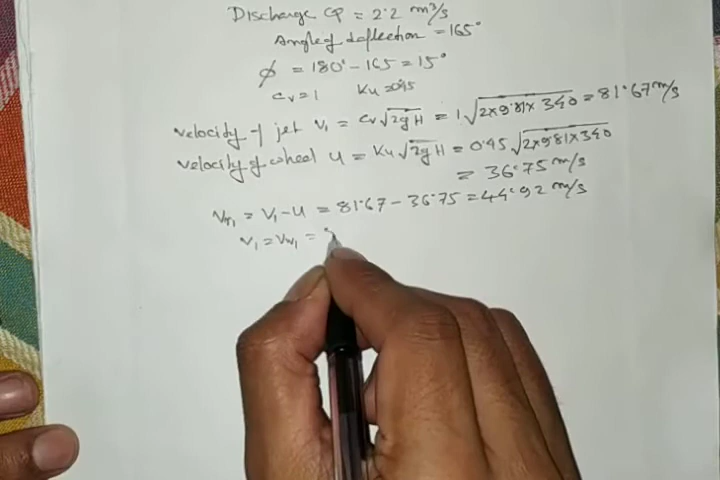 Discharge φ = 2.2 m³/s
Angle of deflection = 165°
ϕ = 180° - 165 = 15°
Cv = 1 Ku = 0.45
velocity of jet V₁ = Cv√2gH = 1√2×9.81×340 = 81.67 m/s
velocity of wheel u = Ku√2gH = 0.45√2×9.81×340
= 36.75 m/s
Vr₁ = V₁ - u = 81.67 - 36.75 = 44.92 m/s
V₁ = Vw₁ =